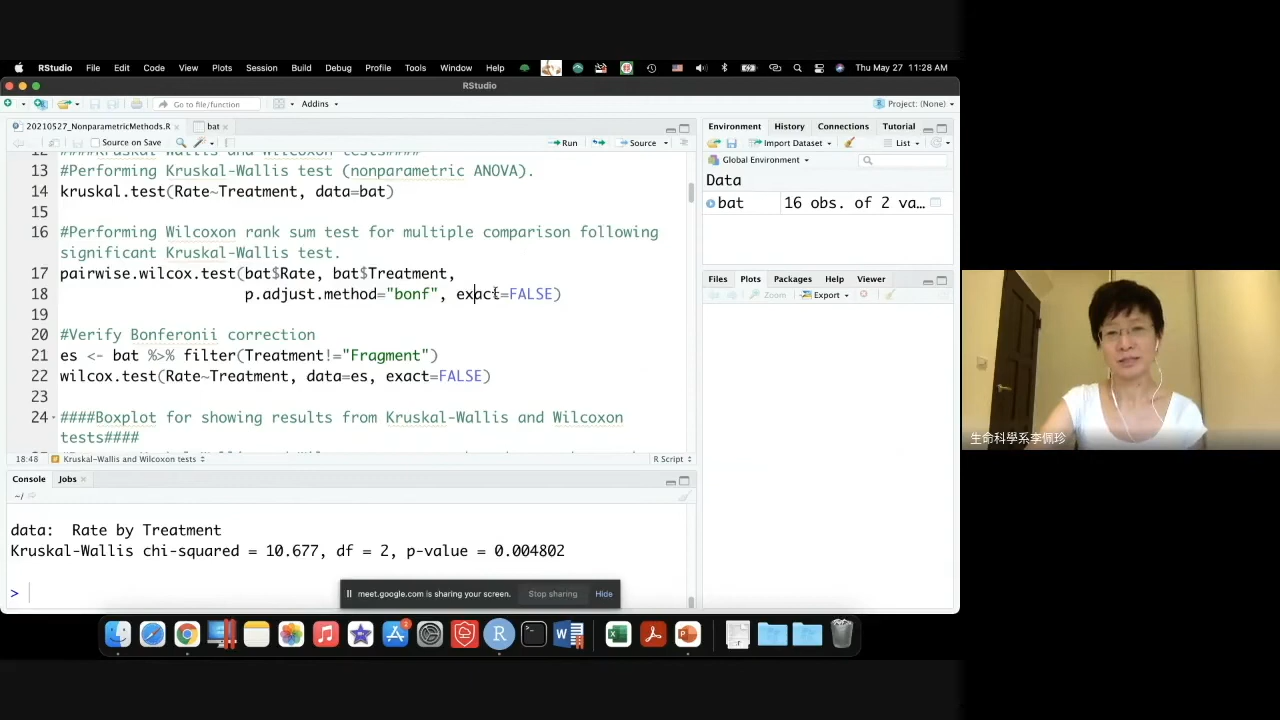 RStudio File Edit Code View Plots Session Build Debug Profile Tools Window Help Thu May 27 11:28 AM
RStudio
Go to file/function Addins Project: (None)
20210527_NonparametricMethods.R bat
Source on Save Run Source
13 #Performing Kruskal-Wallis test (nonparametric ANOVA).
14 kruskal.test(Rate~Treatment, data=bat)
15
16 #Performing Wilcoxon rank sum test for multiple comparison following
significant Kruskal-Wallis test.
17 pairwise.wilcox.test(bat$Rate, bat$Treatment,
18 p.adjust.method="bonf", exact=FALSE)
19
20 #Verify Bonferonii correction
21 es <- bat %>% filter(Treatment!="Fragment")
22 wilcox.test(Rate~Treatment, data=es, exact=FALSE)
23
24 ####Boxplot for showing results from Kruskal-Wallis and Wilcoxon
tests####
18:48 Kruskal-Wallis and Wilcoxon tests R Script
Console Jobs
~/
data: Rate by Treatment
Kruskal-Wallis chi-squared = 10.677, df = 2, p-value = 0.004802
>
meet.google.com is sharing your screen. Stop sharing Hide
Environment History Connections Tutorial
Import Dataset List
Global Environment
Data
bat 16 obs. of 2 va…
Files Plots Packages Help Viewer
Zoom Export
生命科學系李佩珍